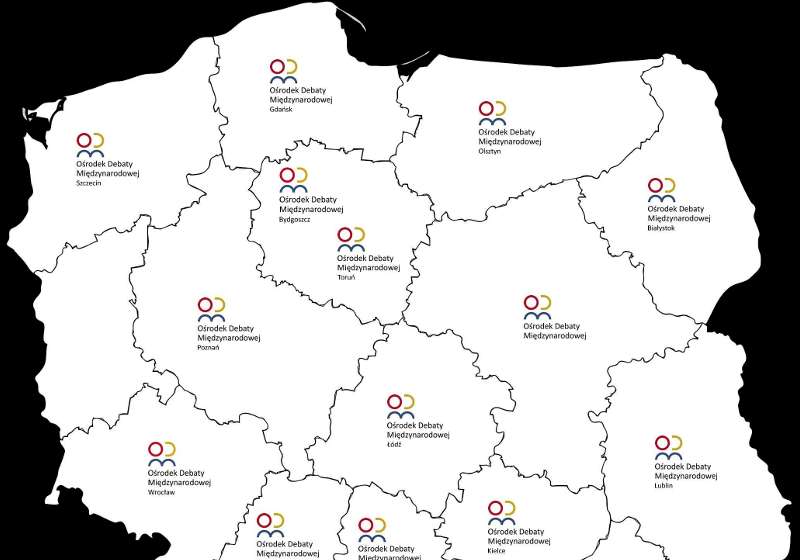 Ośrodek Debaty
Międzynarodowej
Gdańsk
Ośrodek Debaty
Międzynarodowej
Olsztyn
Ośrodek Debaty
Międzynarodowej
Szczecin
Ośrodek Debaty
Międzynarodowej
Bydgoszcz
Ośrodek Debaty
Międzynarodowej
Białystok
Ośrodek Debaty
Międzynarodowej
Toruń
Ośrodek Debaty
Międzynarodowej
Poznań
Ośrodek Debaty
Międzynarodowej
Ośrodek Debaty
Międzynarodowej
Łódź
Ośrodek Debaty
Międzynarodowej
Wrocław
Ośrodek Debaty
Międzynarodowej
Lublin
Ośrodek Debaty
Międzynarodowej
Ośrodek Debaty
Międzynarodowej
Ośrodek Debaty
Międzynarodowej
Kielce